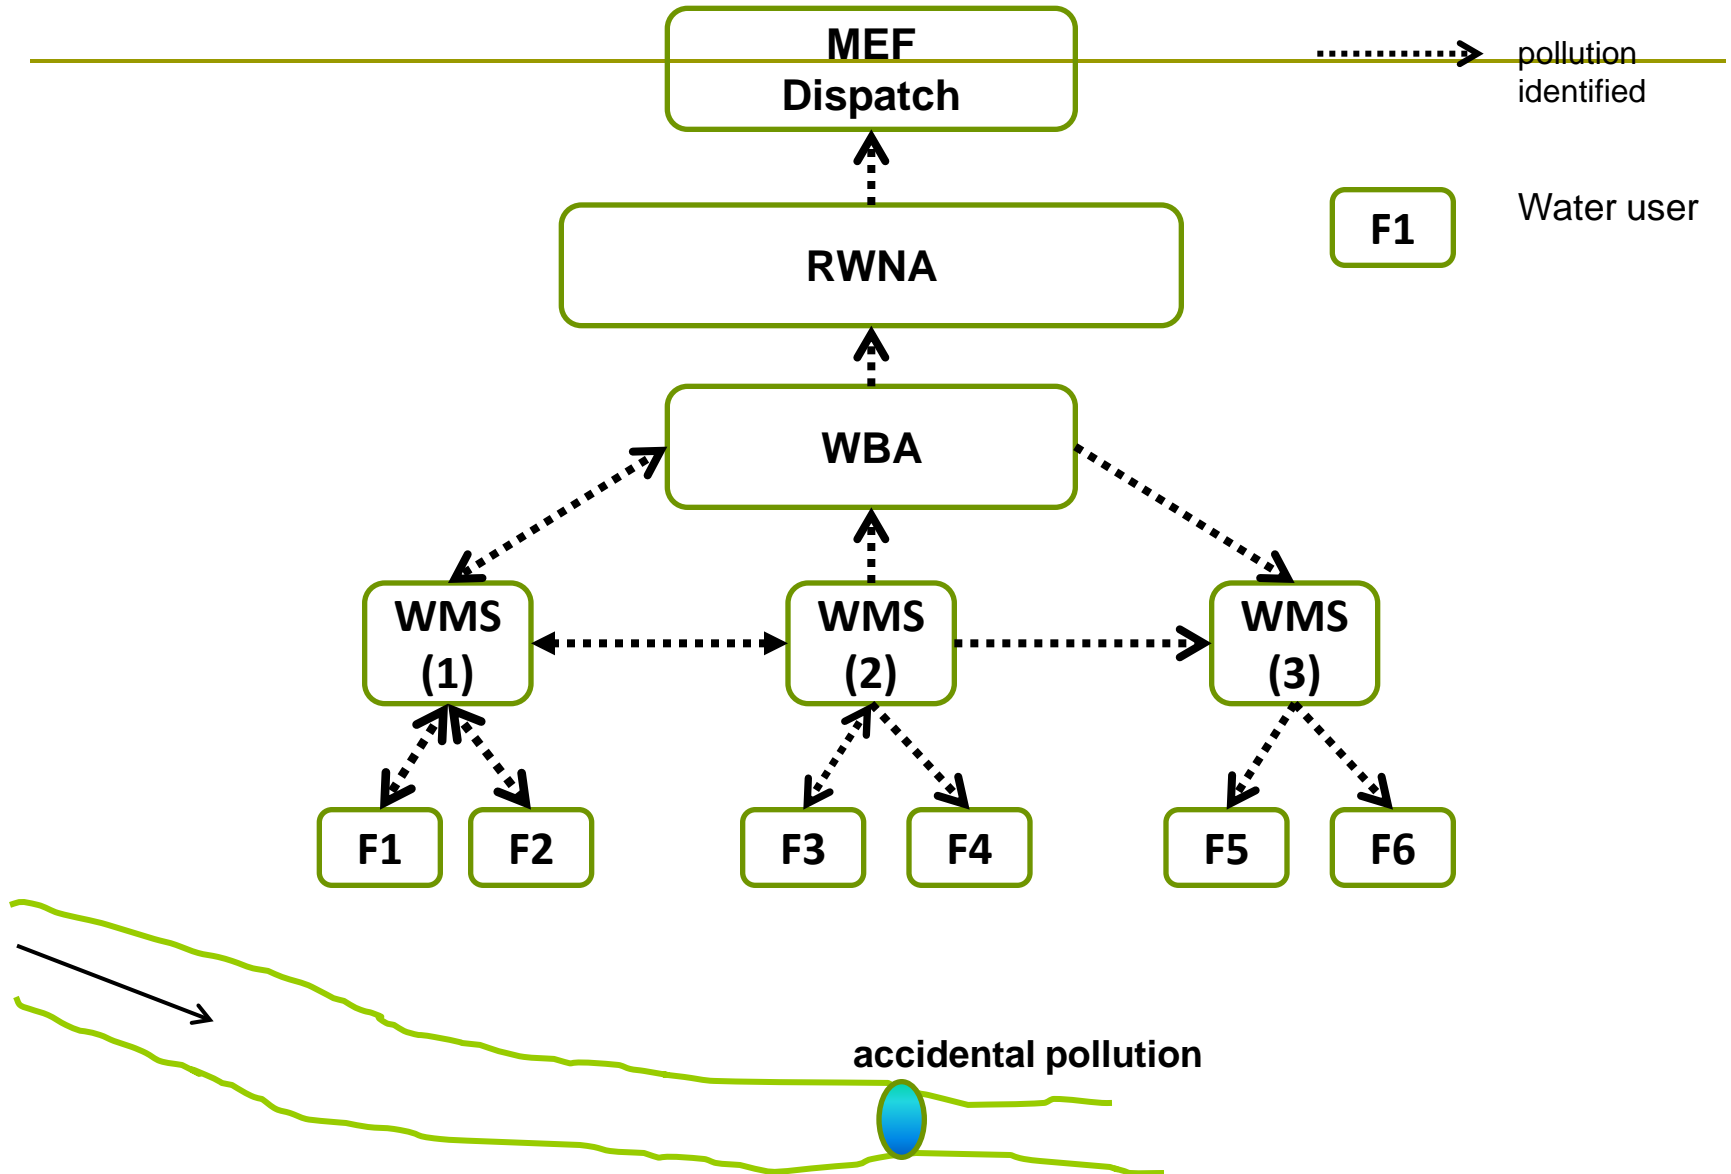 MEF
Dispatch
pollution
identified
RWNA
F1
Water user
WBA
WMS
(1)
WMS
(2)
WMS
(3)
F1
F2
F3
F4
F5
F6
accidental pollution